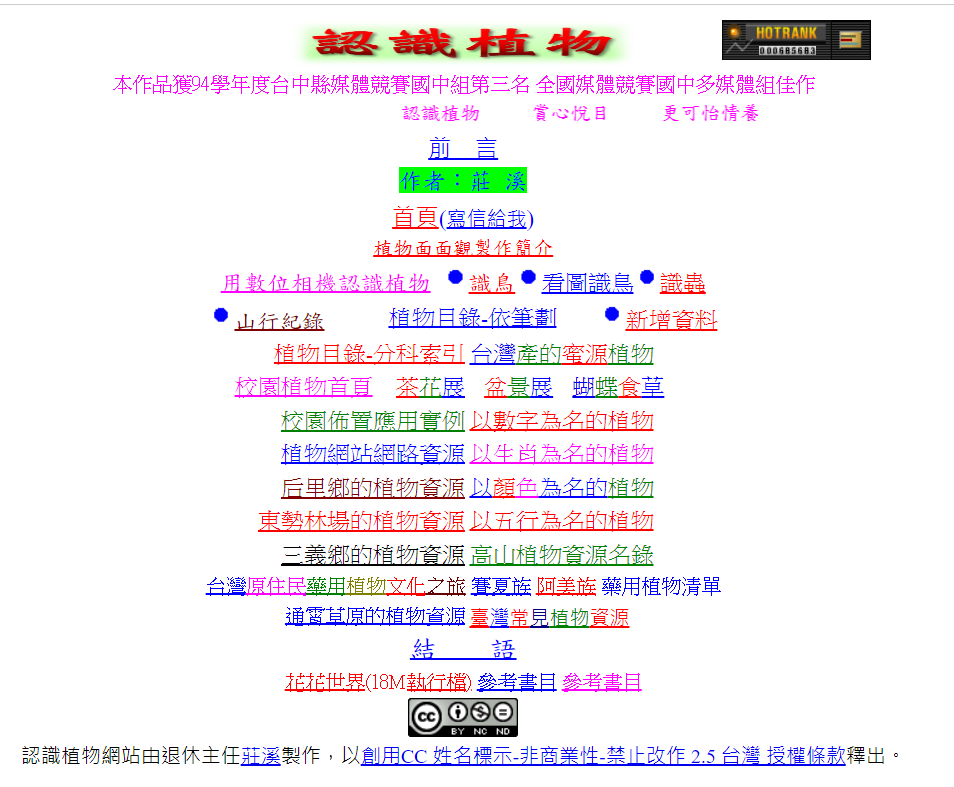 認識植物
HOTRANK
000685683
本作品獲94學年度台中縣媒體競賽國中組第三名 全國媒體競賽國中多媒體組佳作
認識植物 賞心悅目 更可怡情養
前 言
作者：莊 溪
首頁(寫信給我)
植物面面觀製作簡介
用數位相機認識植物 識鳥 看圖識鳥 識蟲
山行紀錄 植物目錄-依筆劃 新增資料
植物目錄-分科索引 台灣產的蜜源植物
校園植物首頁 茶花展 盆景展 蝴蝶食草
校園佈置應用實例 以數字為名的植物
植物網站網路資源 以生肖為名的植物
后里鄉的植物資源 以顏色為名的植物
東勢林場的植物資源 以五行為名的植物
三義鄉的植物資源 高山植物資源名錄
台灣原住民藥用植物文化之旅 賽夏族 阿美族 藥用植物清單
通霄草原的植物資源 臺灣常見植物資源
結 語
花花世界(18M執行檔) 參考書目 參考書目
cc BY NC ND
認識植物網站由退休主任莊溪製作，以創用CC 姓名標示-非商業性-禁止改作 2.5 台灣 授權條款釋出。